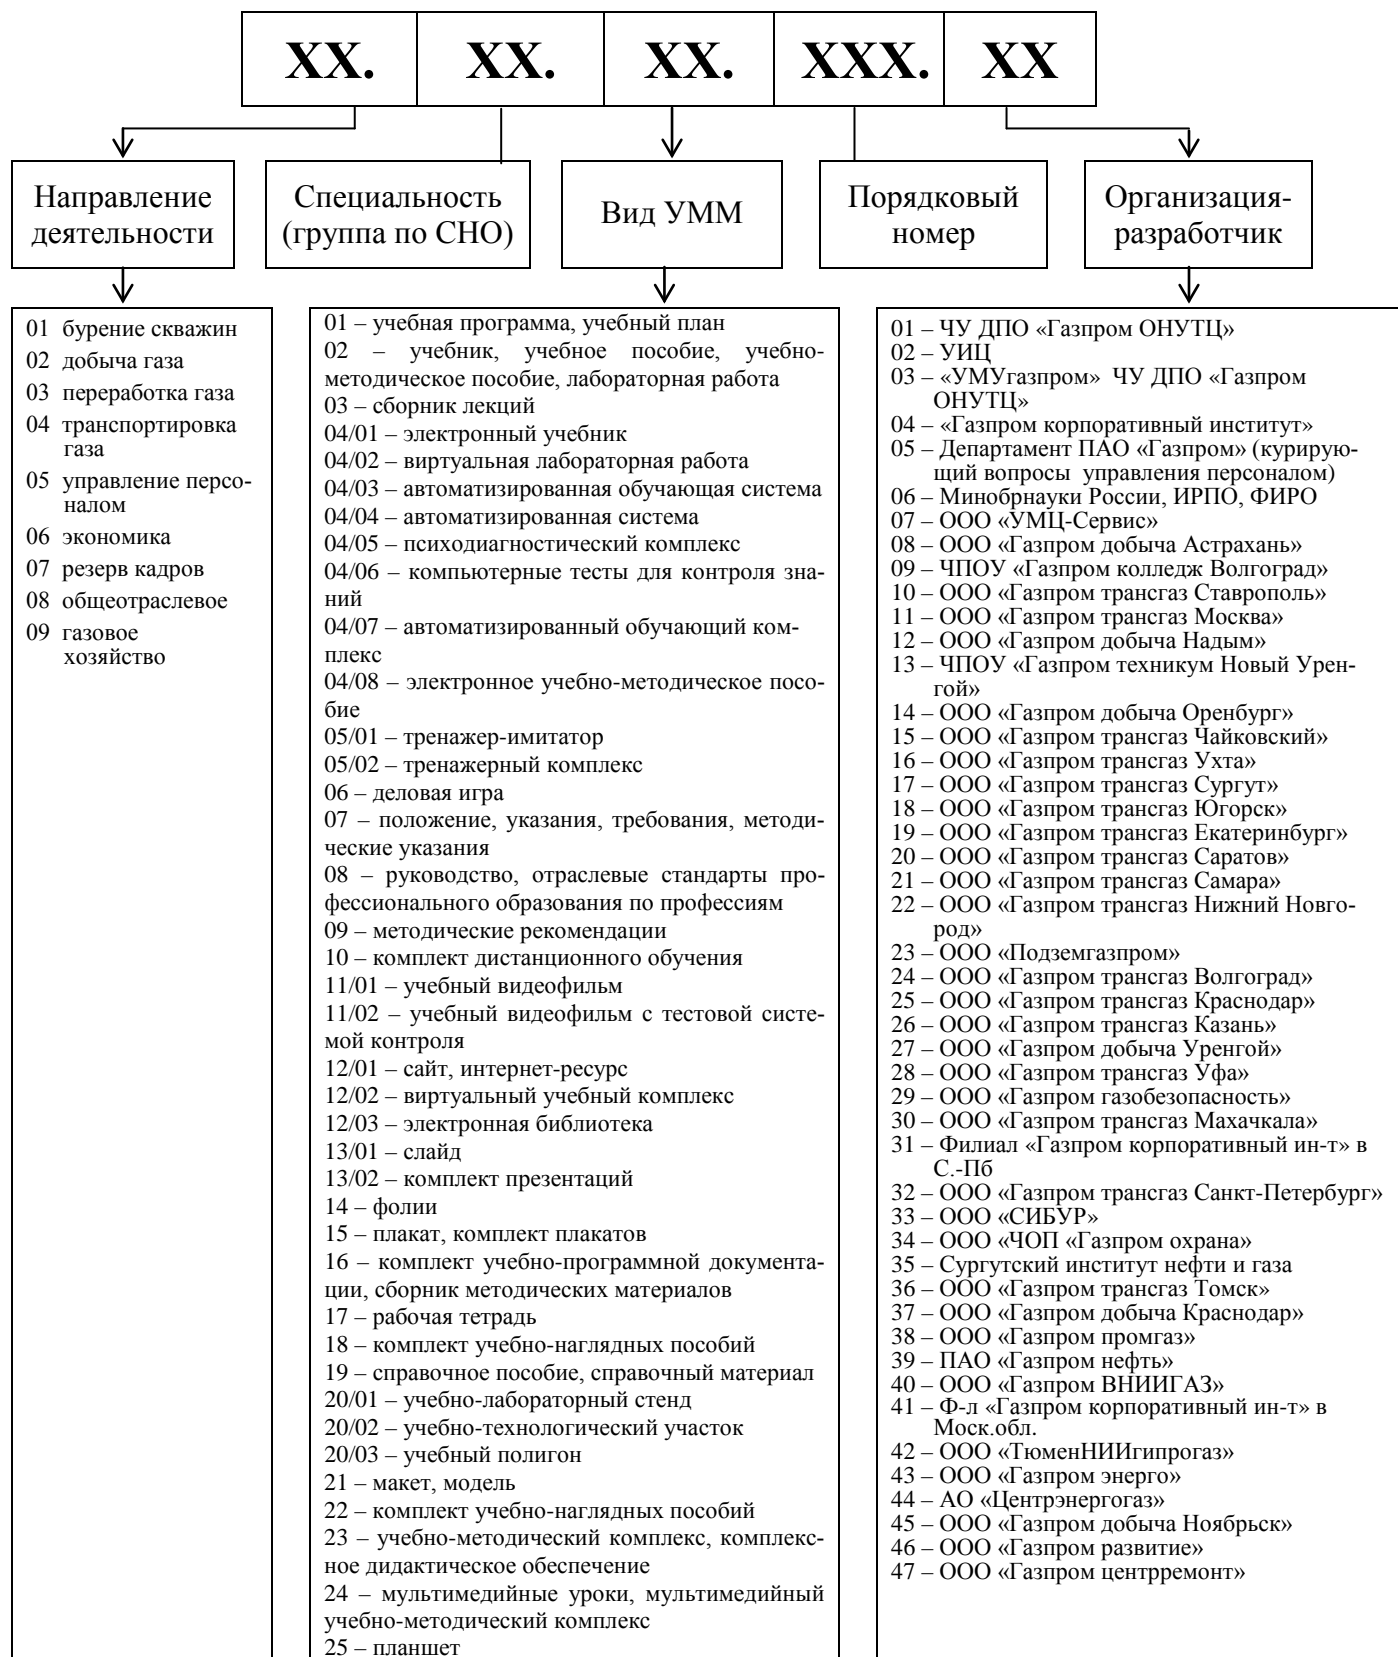 XX. XX. XX. XXX. XX
Направление
деятельности
Специальность
(группа по СНО)
Вид УММ
Порядковый
номер
Организация-
разработчик
01 бурение скважин
02 добыча газа
03 переработка газа
04 транспортировка
газа
05 управление персо-
налом
06 экономика
07 резерв кадров
08 общеотраслевое
09 газовое
хозяйство
01 – учебная программа, учебный план
02 – учебник, учебное пособие, учебно-
методическое пособие, лабораторная работа
03 – сборник лекций
04/01 – электронный учебник
04/02 – виртуальная лабораторная работа
04/03 – автоматизированная обучающая система
04/04 – автоматизированная система
04/05 – психодиагностический комплекс
04/06 – компьютерные тесты для контроля зна-
ний
04/07 – автоматизированный обучающий ком-
плекс
04/08 – электронное учебно-методическое посо-
бие
05/01 – тренажер-имитатор
05/02 – тренажерный комплекс
06 – деловая игра
07 – положение, указания, требования, методи-
ческие указания
08 – руководство, отраслевые стандарты про-
фессионального образования по профессиям
09 – методические рекомендации
10 – комплект дистанционного обучения
11/01 – учебный видеофильм
11/02 – учебный видеофильм с тестовой систе-
мой контроля
12/01 – сайт, интернет-ресурс
12/02 – виртуальный учебный комплекс
12/03 – электронная библиотека
13/01 – слайд
13/02 – комплект презентаций
14 – фолии
15 – плакат, комплект плакатов
16 – комплект учебно-программной документа-
ции, сборник методических материалов
17 – рабочая тетрадь
18 – комплект учебно-наглядных пособий
19 – справочное пособие, справочный материал
20/01 – учебно-лабораторный стенд
20/02 – учебно-технологический участок
20/03 – учебный полигон
21 – макет, модель
22 – комплект учебно-наглядных пособий
23 – учебно-методический комплекс, комплекс-
ное дидактическое обеспечение
24 – мультимедийные уроки, мультимедийный
учебно-методический комплекс
25 – планшет
01 – ЧУ ДПО «Газпром ОНУТЦ»
02 – УИЦ
03 – «УМУгазпром» ЧУ ДПО «Газпром
ОНУТЦ»
04 – «Газпром корпоративный институт»
05 – Департамент ПАО «Газпром» (курирую-
щий вопросы управления персоналом)
06 – Минобрнауки России, ИРПО, ФИРО
07 – ООО «УМЦ-Сервис»
08 – ООО «Газпром добыча Астрахань»
09 – ЧПОУ «Газпром колледж Волгоград»
10 – ООО «Газпром трансгаз Ставрополь»
11 – ООО «Газпром трансгаз Москва»
12 – ООО «Газпром добыча Надым»
13 – ЧПОУ «Газпром техникум Новый Урен-
гой»
14 – ООО «Газпром добыча Оренбург»
15 – ООО «Газпром трансгаз Чайковский»
16 – ООО «Газпром трансгаз Ухта»
17 – ООО «Газпром трансгаз Сургут»
18 – ООО «Газпром трансгаз Югорск»
19 – ООО «Газпром трансгаз Екатеринбург»
20 – ООО «Газпром трансгаз Саратов»
21 – ООО «Газпром трансгаз Самара»
22 – ООО «Газпром трансгаз Нижний Новго-
род»
23 – ООО «Подземгазпром»
24 – ООО «Газпром трансгаз Волгоград»
25 – ООО «Газпром трансгаз Краснодар»
26 – ООО «Газпром трансгаз Казань»
27 – ООО «Газпром добыча Уренгой»
28 – ООО «Газпром трансгаз Уфа»
29 – ООО «Газпром газобезопасность»
30 – ООО «Газпром трансгаз Махачкала»
31 – Филиал «Газпром корпоративный ин-т» в
С.-Пб
32 – ООО «Газпром трансгаз Санкт-Петербург»
33 – ООО «СИБУР»
34 – ООО «ЧОП «Газпром охрана»
35 – Сургутский институт нефти и газа
36 – ООО «Газпром трансгаз Томск»
37 – ООО «Газпром добыча Краснодар»
38 – ООО «Газпром промгаз»
39 – ПАО «Газпром нефть»
40 – ООО «Газпром ВНИИГАЗ»
41 – Ф-л «Газпром корпоративный ин-т» в
Моск.обл.
42 – ООО «ТюменНИИгипрогаз»
43 – ООО «Газпром энерго»
44 – АО «Центрэнергогаз»
45 – ООО «Газпром добыча Ноябрьск»
46 – ООО «Газпром развитие»
47 – ООО «Газпром центрремонт»